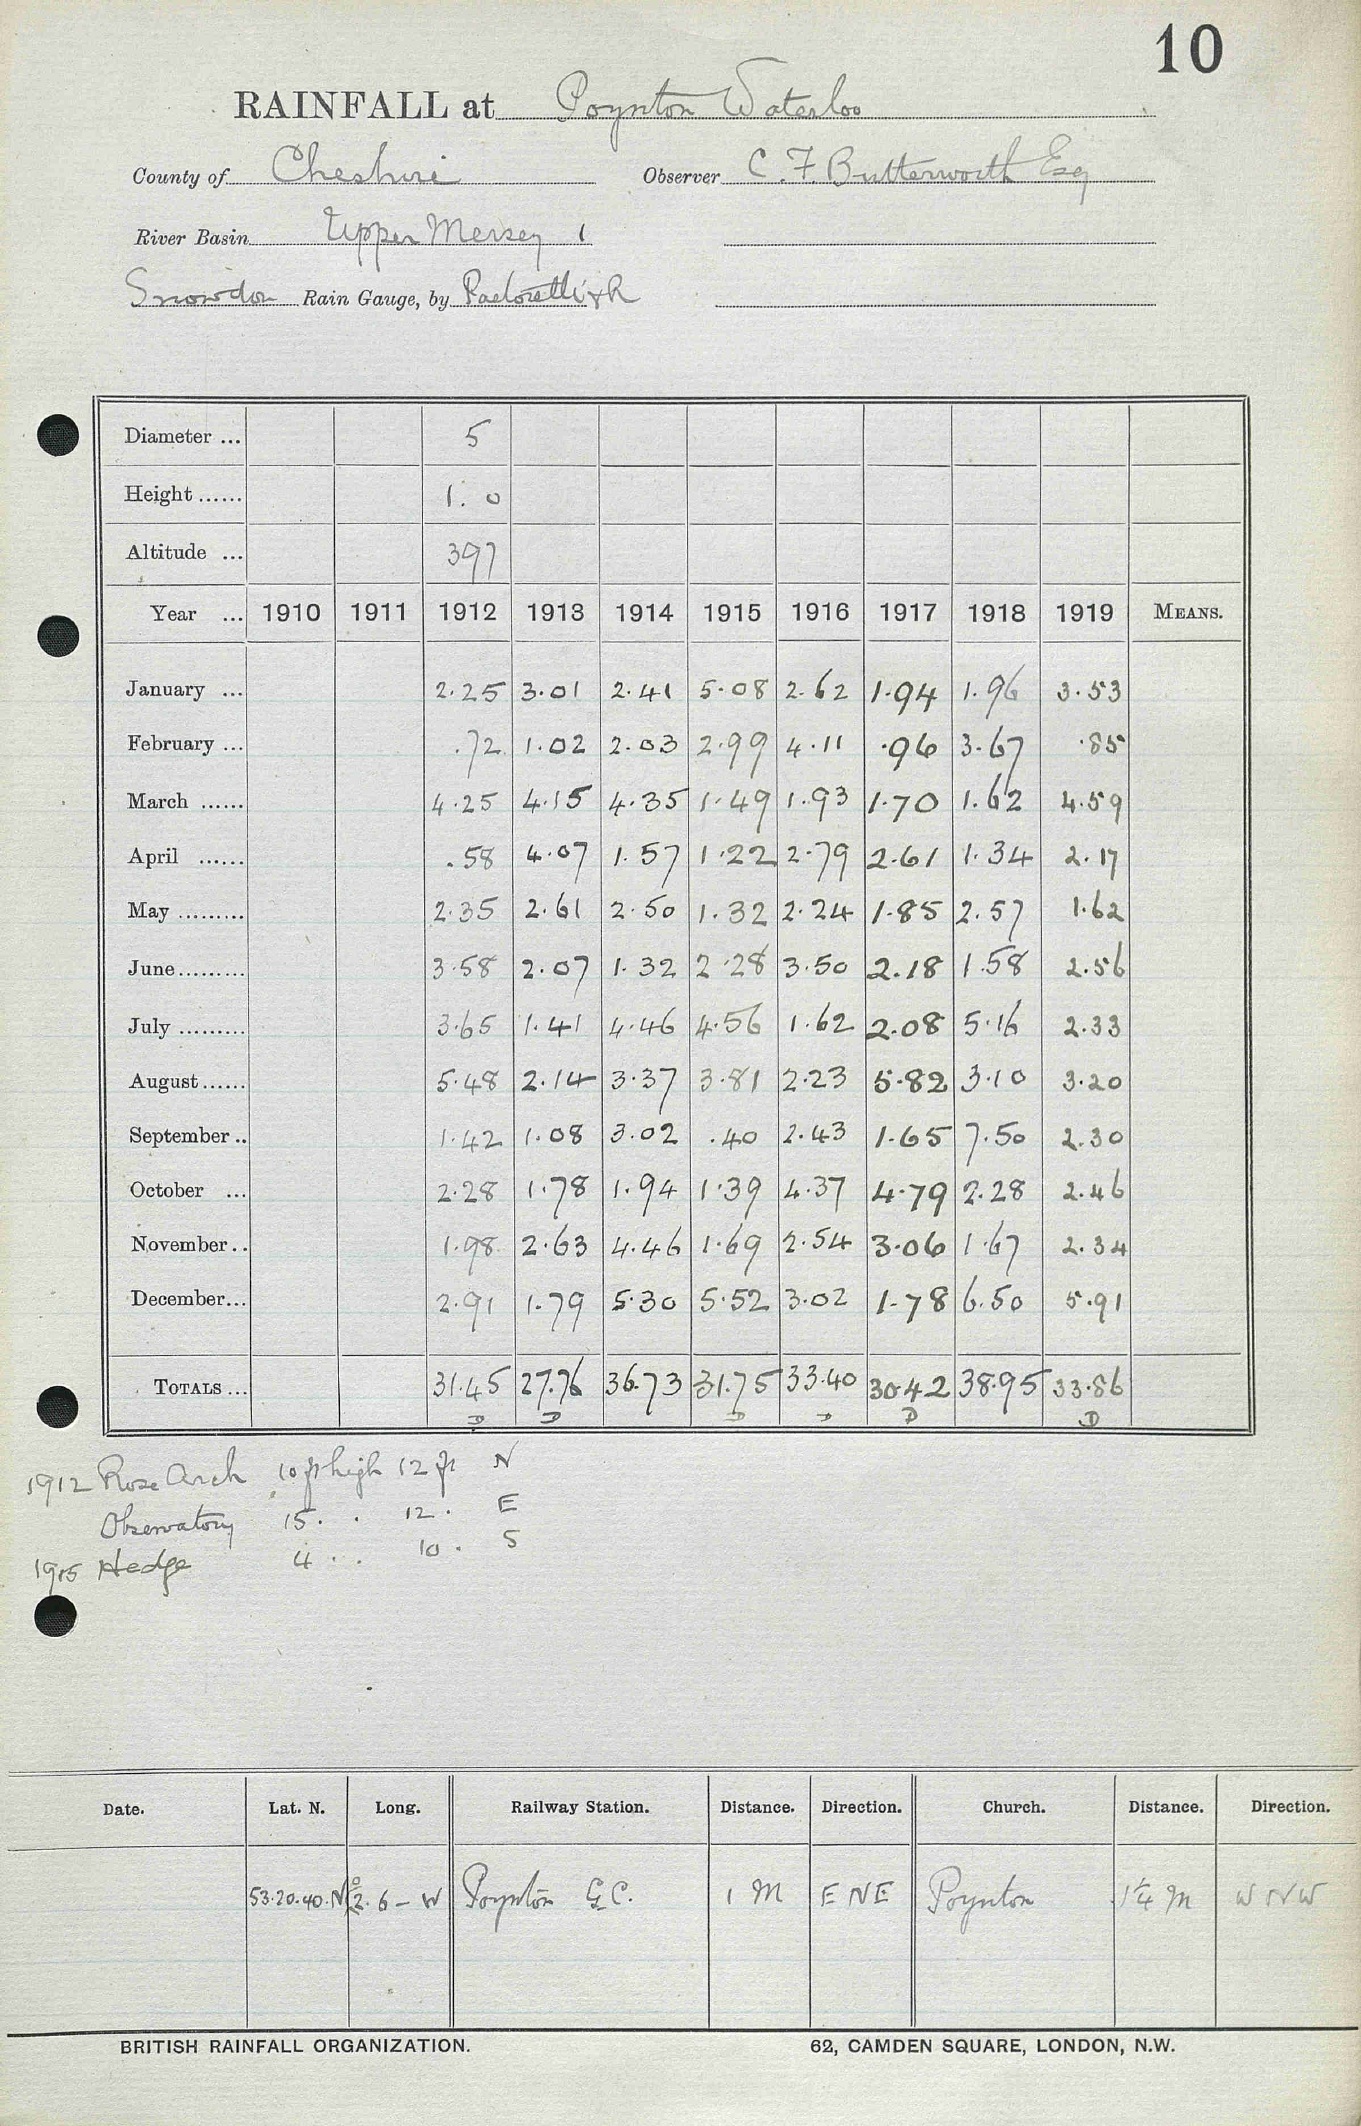 10
RAINFALL at Poynton Waterloo
County of Cheshire Observer C. F. Butterworth Esq
River Basin Upper Mersey 1
Snowdon Rain Gauge, by
Diameter ... 5
Height ...... 1. 0
Altitude ... 397
Year ... 1910 1911 1912 1913 1914 1915 1916 1917 1918 1919 MEANS.
January ... 2.25 3.01 2.41 5.08 2.62 1.94 1.96 3.53
February ... .72 1.02 2.03 2.99 4.11 .96 3.67 .85
March ...... 4.25 4.15 4.35 1.49 1.93 1.70 1.62 4.59
April ...... .58 4.07 1.57 1.22 2.79 2.61 1.34 2.17
May ......... 2.35 2.61 2.50 1.32 2.24 1.85 2.57 1.62
June......... 3.58 2.07 1.32 2.28 3.50 2.18 1.58 2.56
July ......... 3.65 1.41 4.46 4.56 1.62 2.08 5.16 2.33
August...... 5.48 2.14 3.37 3.81 2.23 5.82 3.10 3.20
September.. 1.42 1.08 3.02 .40 2.43 1.65 7.50 2.30
October ... 2.28 1.78 1.94 1.39 4.37 4.79 2.28 2.46
November.. 1.98 2.63 4.46 1.69 2.54 3.06 1.67 2.34
December... 2.91 1.79 5.30 5.52 3.02 1.78 6.50 5.91
TOTALS ... 31.45 27.76 36.73 31.75 33.40 30.42 38.95 33.86
D D D D D D
1912 Rose Arch 10 ft high 12 ft N
Observatory 15 . . 12 . E
1915 Hedge 4 . . 10 . S
Date. Lat. N. Long. Railway Station. Distance. Direction. Church. Distance. Direction.
53.20.40.N 2. 6 - W Poynton G.C. 1 M E N E Poynton 1¼ M W N W
BRITISH RAINFALL ORGANIZATION. 62, CAMDEN SQUARE, LONDON, N.W.